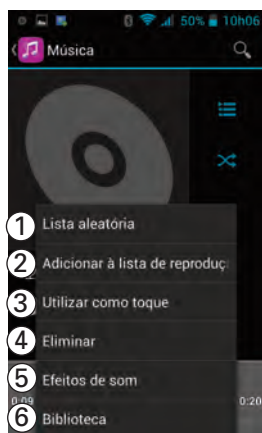 50% 10h06
Música
1 Lista aleatória
2 Adicionar à lista de reproduç
3 Utilizar como toque
4 Eliminar
5 Efeitos de som
0:09 0:20
6 Biblioteca